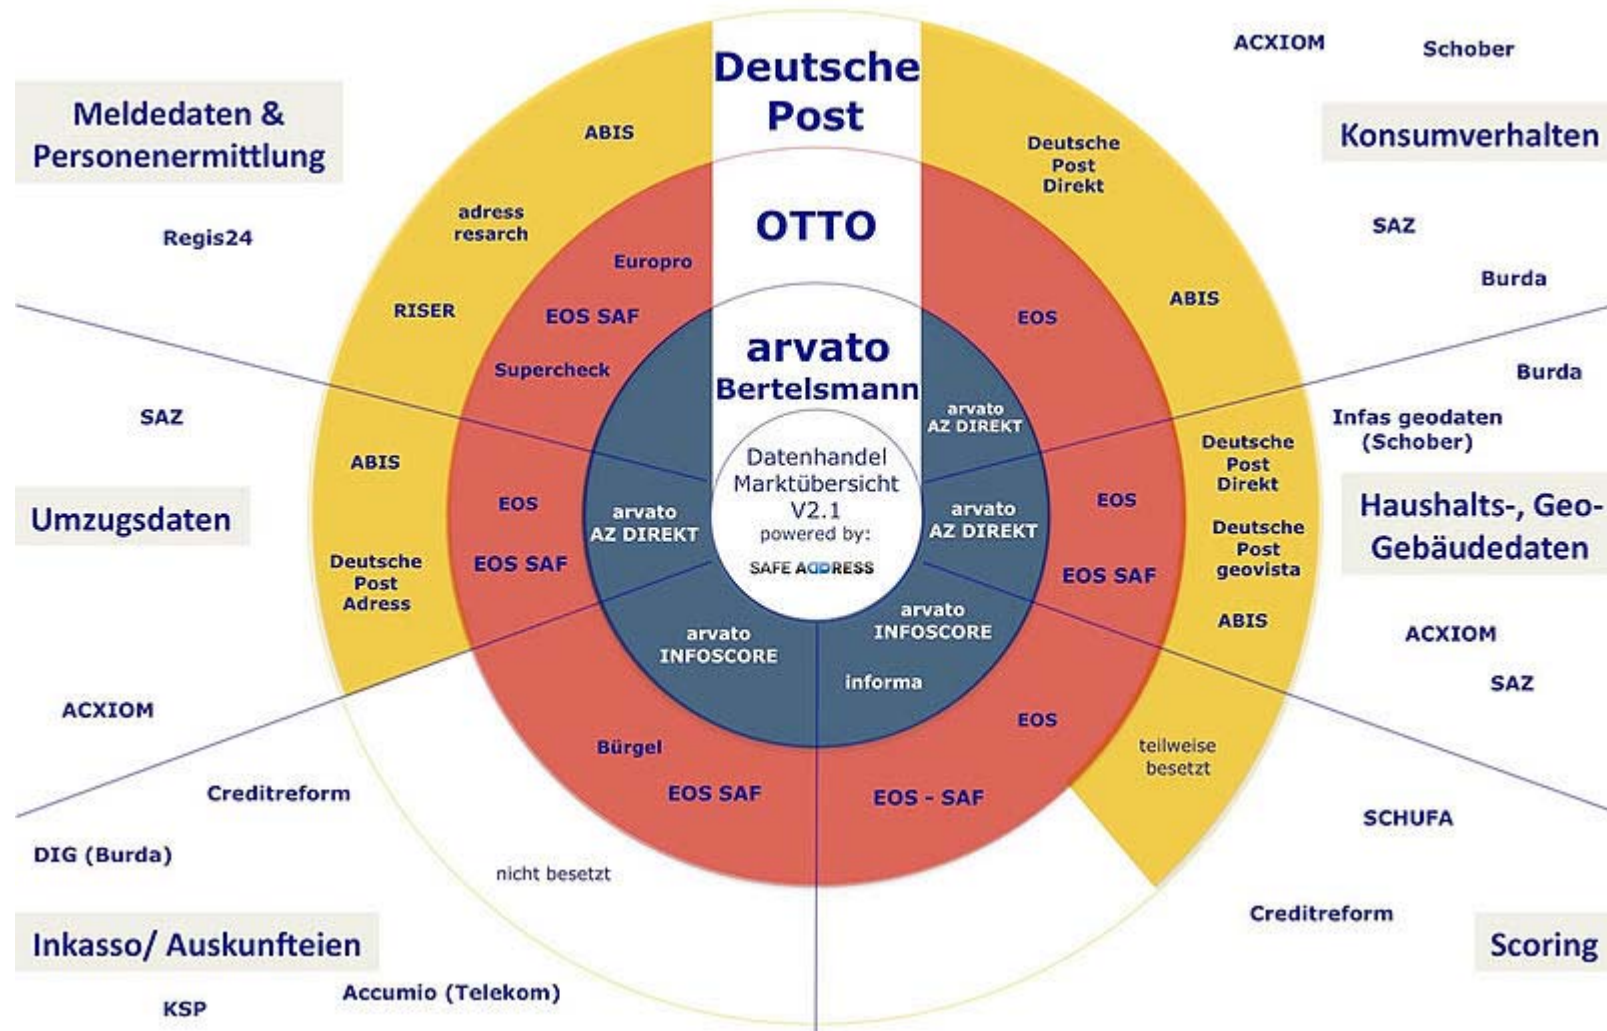 Deutsche
Post
OTTO
arvato
Bertelsmann
Datenhandel
Marktübersicht
V2.1
powered by:
SAFE ADDRESS
Meldedaten &
Personenermittlung
Regis24
ABIS
adress
resarch
RISER
Europro
EOS SAF
Supercheck
ACXIOM
Schober
Konsumverhalten
SAZ
Burda
Deutsche
Post
Direkt
ABIS
EOS
arvato
AZ DIREKT
Burda
Infas geodaten
(Schober)
Haushalts-, Geo-
Gebäudedaten
ACXIOM
SAZ
Deutsche
Post
Direkt
Deutsche
Post
geovista
ABIS
EOS
EOS SAF
arvato
AZ DIREKT
SAZ
Umzugsdaten
ACXIOM
ABIS
Deutsche
Post
Adress
EOS
EOS SAF
arvato
AZ DIREKT
Creditreform
DIG (Burda)
Inkasso/ Auskunfteien
KSP
Accumio (Telekom)
nicht besetzt
Bürgel
EOS SAF
arvato
INFOSCORE
arvato
INFOSCORE
informa
EOS
EOS - SAF
teilweise
besetzt
SCHUFA
Creditreform
Scoring